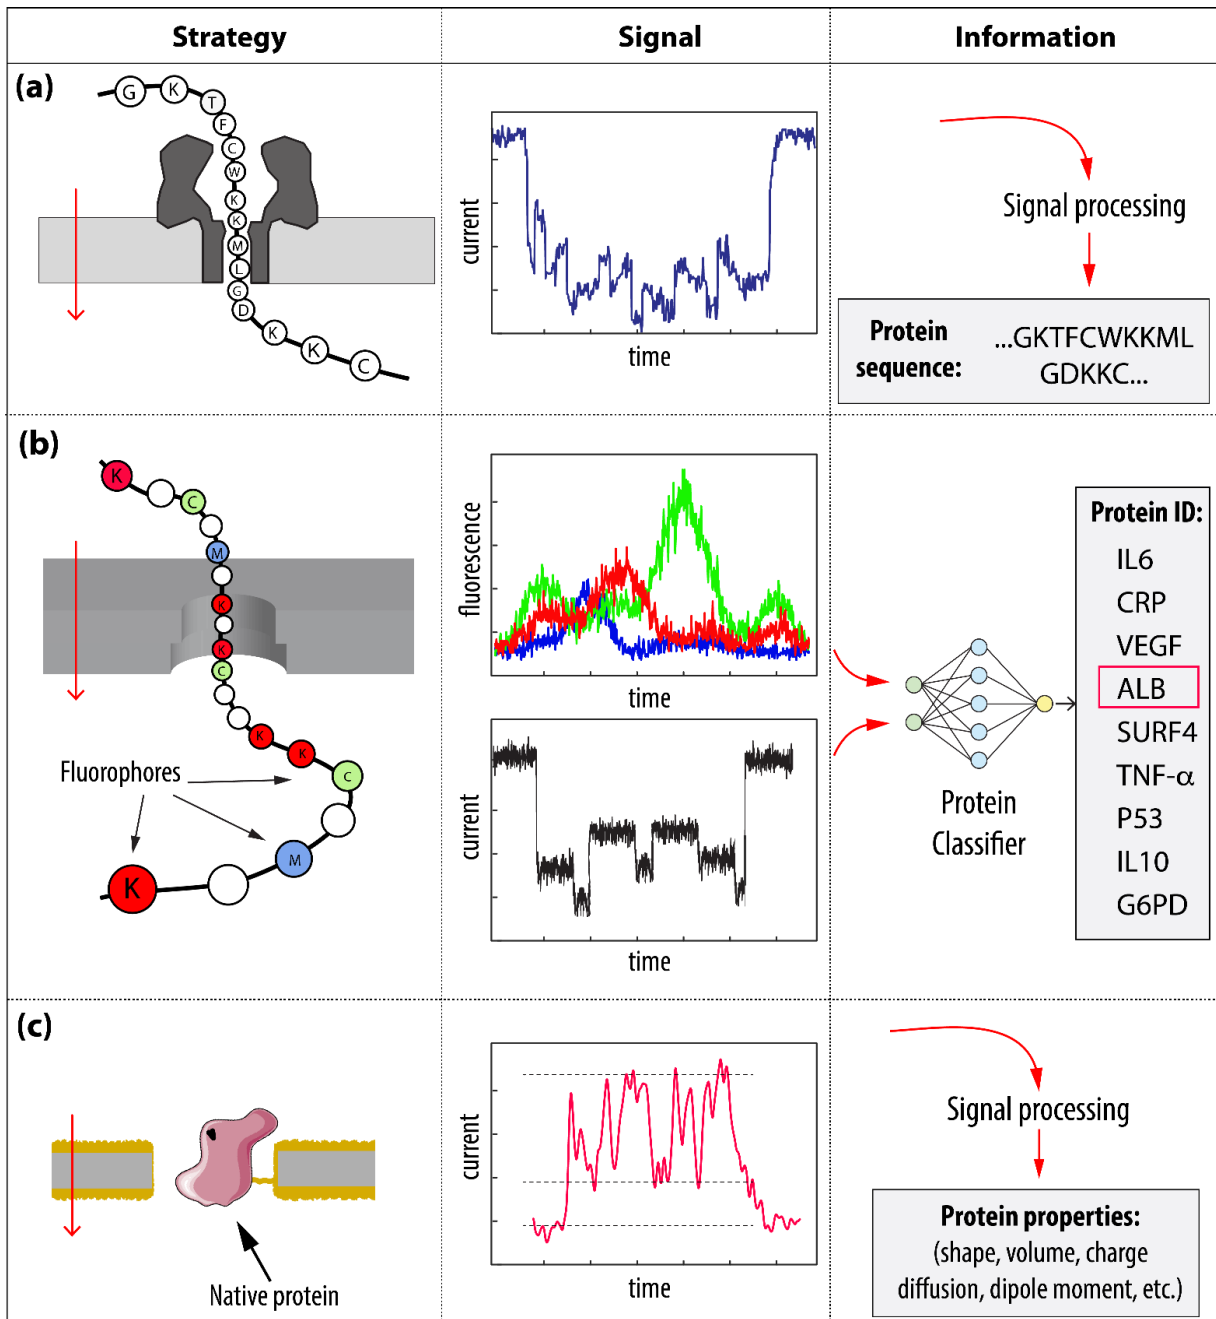 Strategy
Signal
Information
(a)
G
K
T
F
C
W
K
K
M
L
G
D
K
K
C
current
time
Signal processing
Protein
sequence:
...GKTFCWKKML
GDKKC...
(b)
K
C
M
K
K
C
K
K
C
M
K
Fluorophores
fluorescence
time
current
time
Protein
Classifier
Protein ID:
IL6
CRP
VEGF
ALB
SURF4
TNF-α
P53
IL10
G6PD
(c)
Native protein
current
time
Signal processing
Protein properties:
(shape, volume, charge
diffusion, dipole moment, etc.)